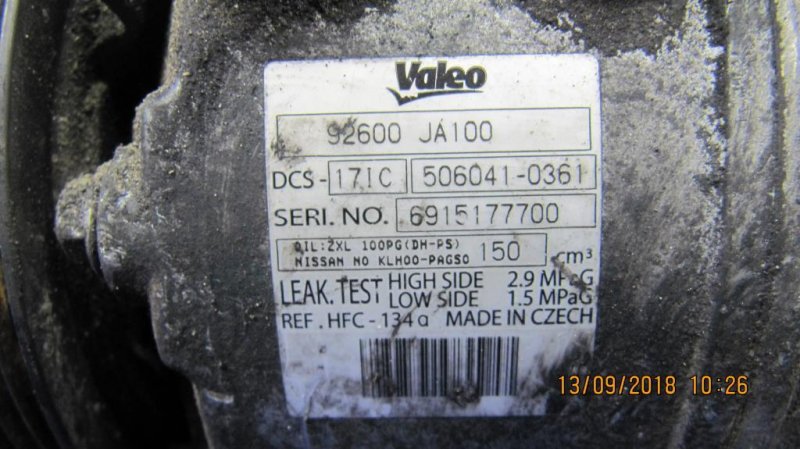 Valeo
92600 JA100
DCS-17IC 506041-0361
SERI. NO. 6915177700
OIL:ZXL 100PG(DH-PS)
NISSAN NO KLH00-PAGS0 150 cm³
LEAK. TEST HIGH SIDE 2.9 MPaG
LOW SIDE 1.5 MPaG
REF. HFC-134a MADE IN CZECH
13/09/2018 10:26